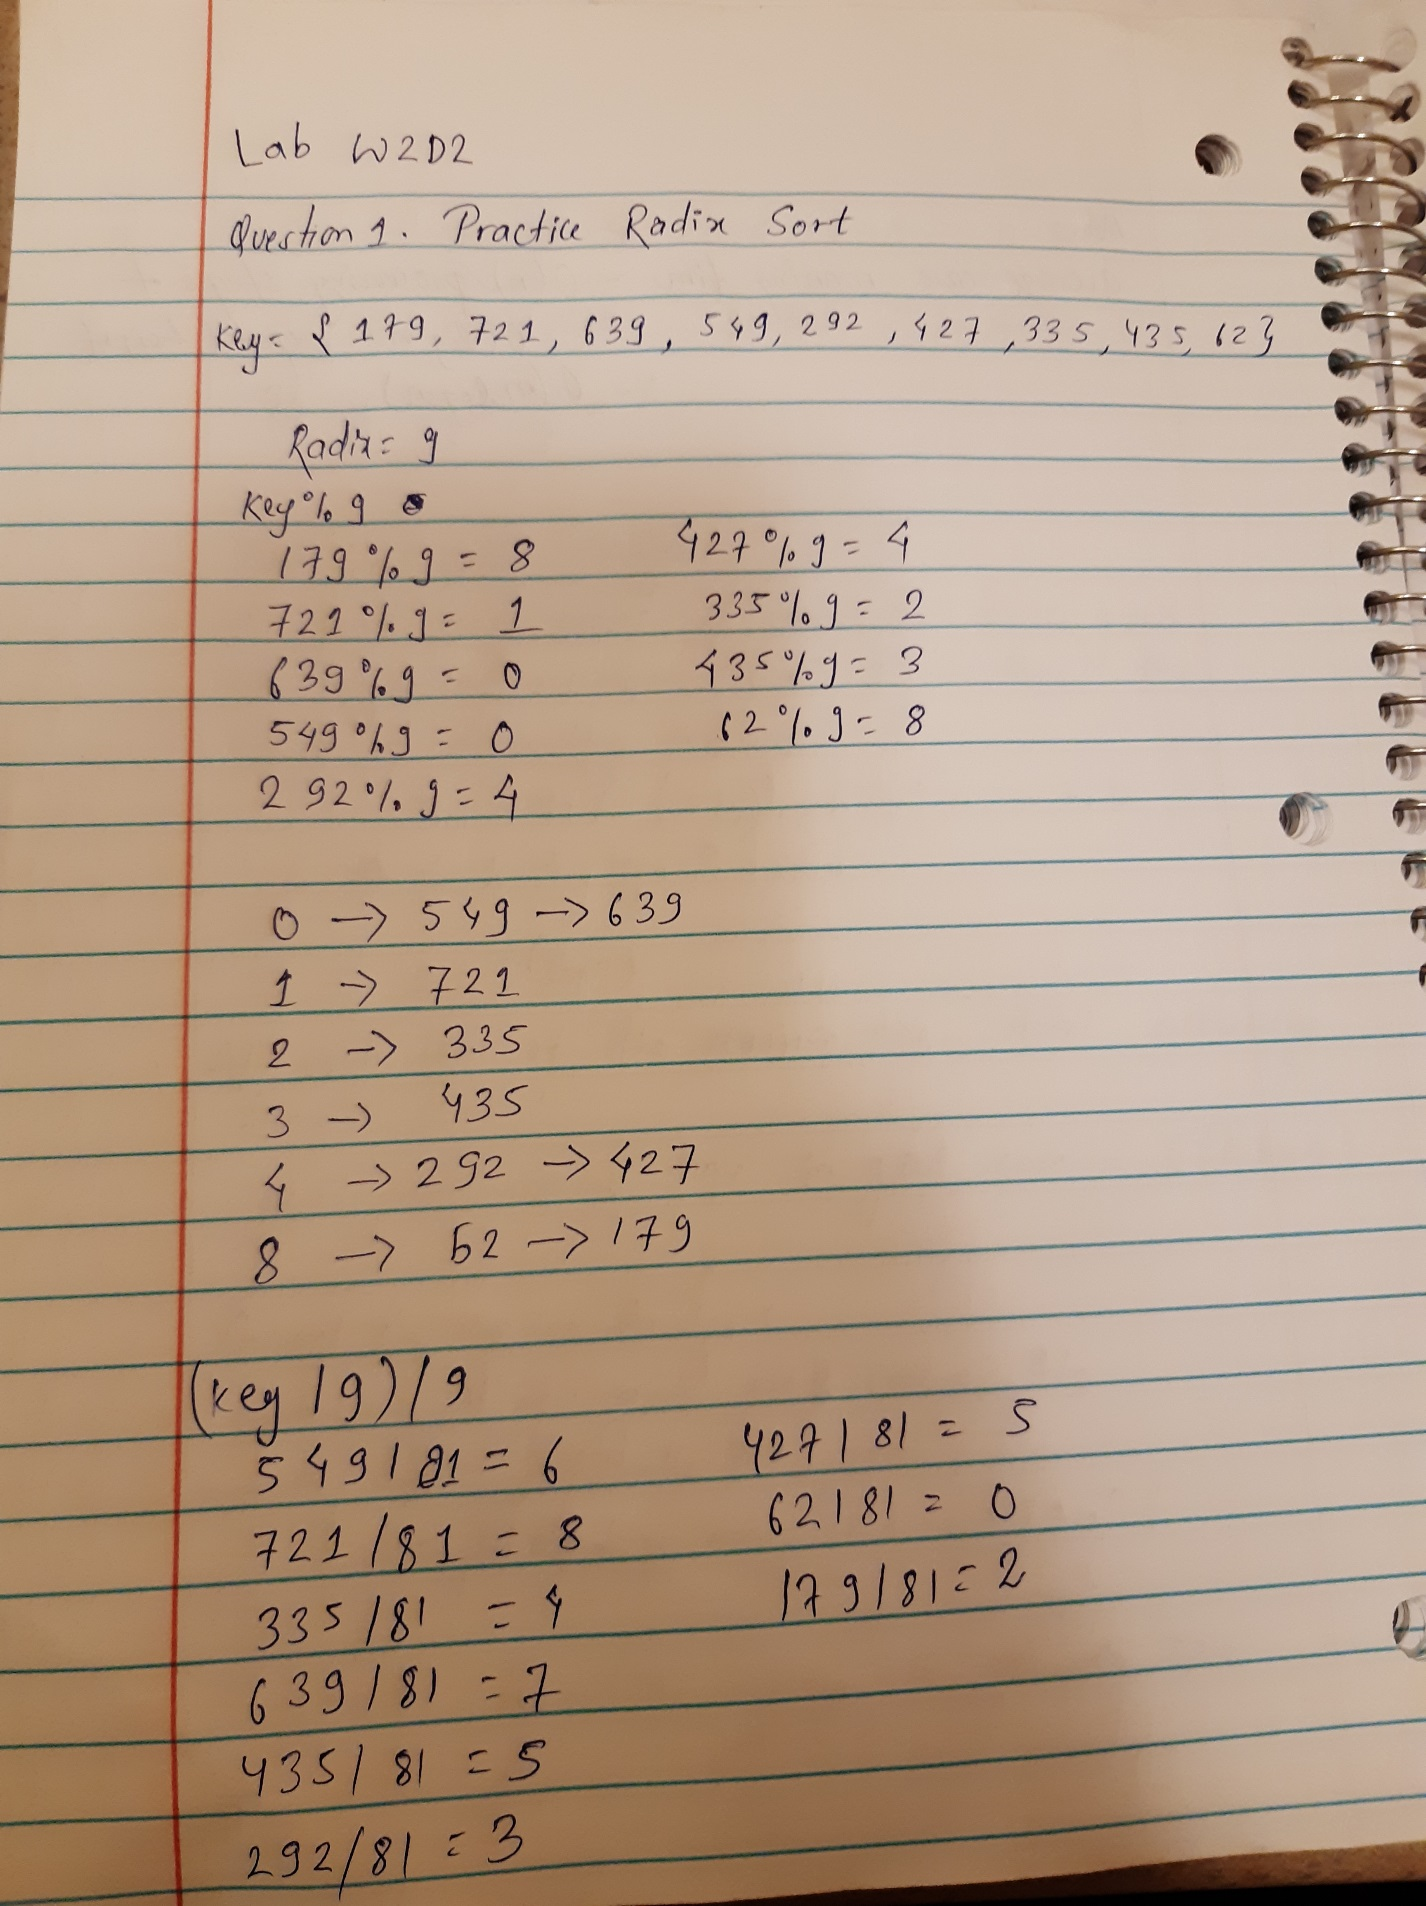 Lab W2D2
Question 1. Practice Radix Sort
Key = { 179, 721, 639, 549, 292, 427, 335, 435, 62}
Radix = 9
Key % 9
179 % 9 = 8
721 % 9 = 1
639 % 9 = 0
549 % 9 = 0
292 % 9 = 4
427 % 9 = 4
335 % 9 = 2
435 % 9 = 3
62 % 9 = 8
0 -> 549 -> 639
1 -> 721
2 -> 335
3 -> 435
4 -> 292 -> 427
8 -> 62 -> 179
(key / 9) / 9
549 / 81 = 6
721 / 81 = 8
335 / 81 = 4
639 / 81 = 7
435 / 81 = 5
292 / 81 = 3
427 / 81 = 5
62 / 81 = 0
179 / 81 = 2